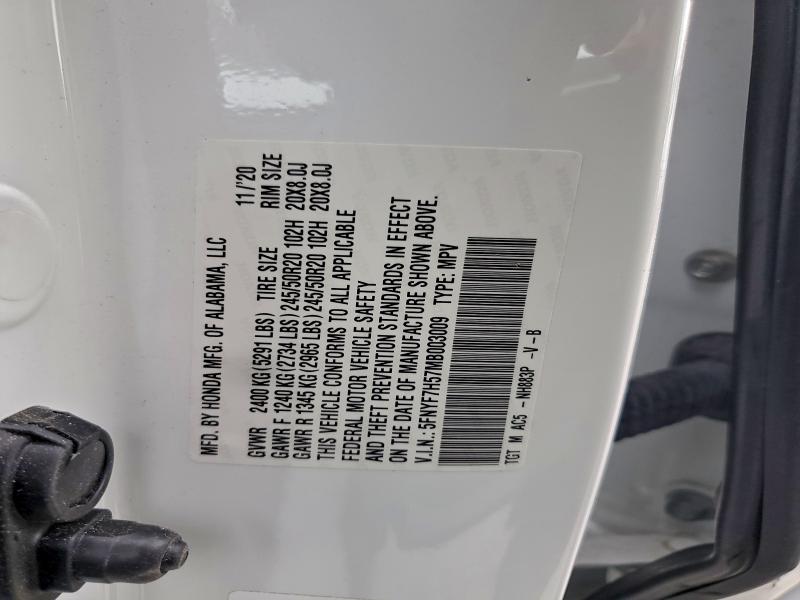 MFD. BY HONDA MFG. OF ALABAMA, LLC 11/'20
GVWR 2400 KG (5291 LBS) TIRE SIZE RIM SIZE
GAWR F 1240 KG (2734 LBS) 245/50R20 102H 20X8.0J
GAWR R 1345 KG (2965 LBS) 245/50R20 102H 20X8.0J
THIS VEHICLE CONFORMS TO ALL APPLICABLE
FEDERAL MOTOR VEHICLE SAFETY
AND THEFT PREVENTION STANDARDS IN EFFECT
ON THE DATE OF MANUFACTURE SHOWN ABOVE.
V.I.N.: 5FNYF7H57MB003009 TYPE: MPV
TGT M AC5 - NH883P -V-B